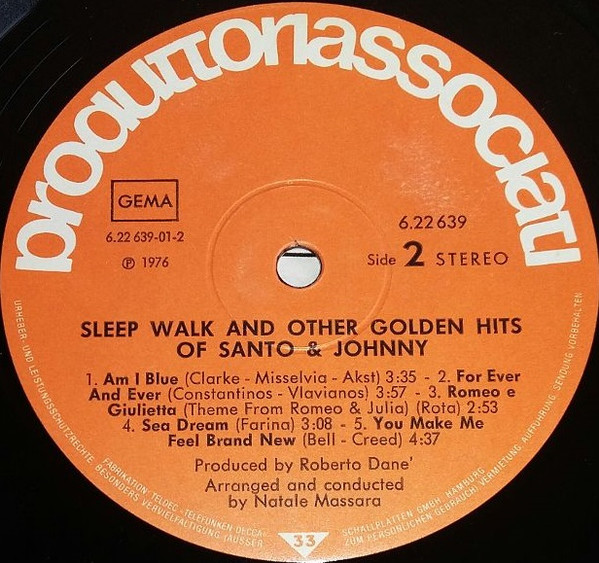 produttoriassociati
GEMA
6.22 639-01-2
℗ 1976
6.22 639
Side 2 STEREO
SLEEP WALK AND OTHER GOLDEN HITS
OF SANTO & JOHNNY
1. Am I Blue (Clarke - Misselvia - Akst) 3:35 - 2. For Ever
And Ever (Constantinos - Vlavianos) 3:57 - 3. Romeo e
Giulietta (Theme From Romeo & Julia) (Rota) 2:53
4. Sea Dream (Farina) 3:08 - 5. You Make Me
Feel Brand New (Bell - Creed) 4:37
Produced by Roberto Dane'
Arranged and conducted
by Natale Massara
URHEBER- UND LEISTUNGSSCHUTZRECHTE, BESONDERS VERVIELFÄLTIGUNG (AUSSER
ZUM PERSÖNLICHEN GEBRAUCH) VERMIETUNG, AUFFÜHRUNG, SENDUNG VORBEHALTEN
FABRIKATION: TELDEC »TELEFUNKEN-DECCA«
SCHALLPLATTEN GMBH, HAMBURG
33